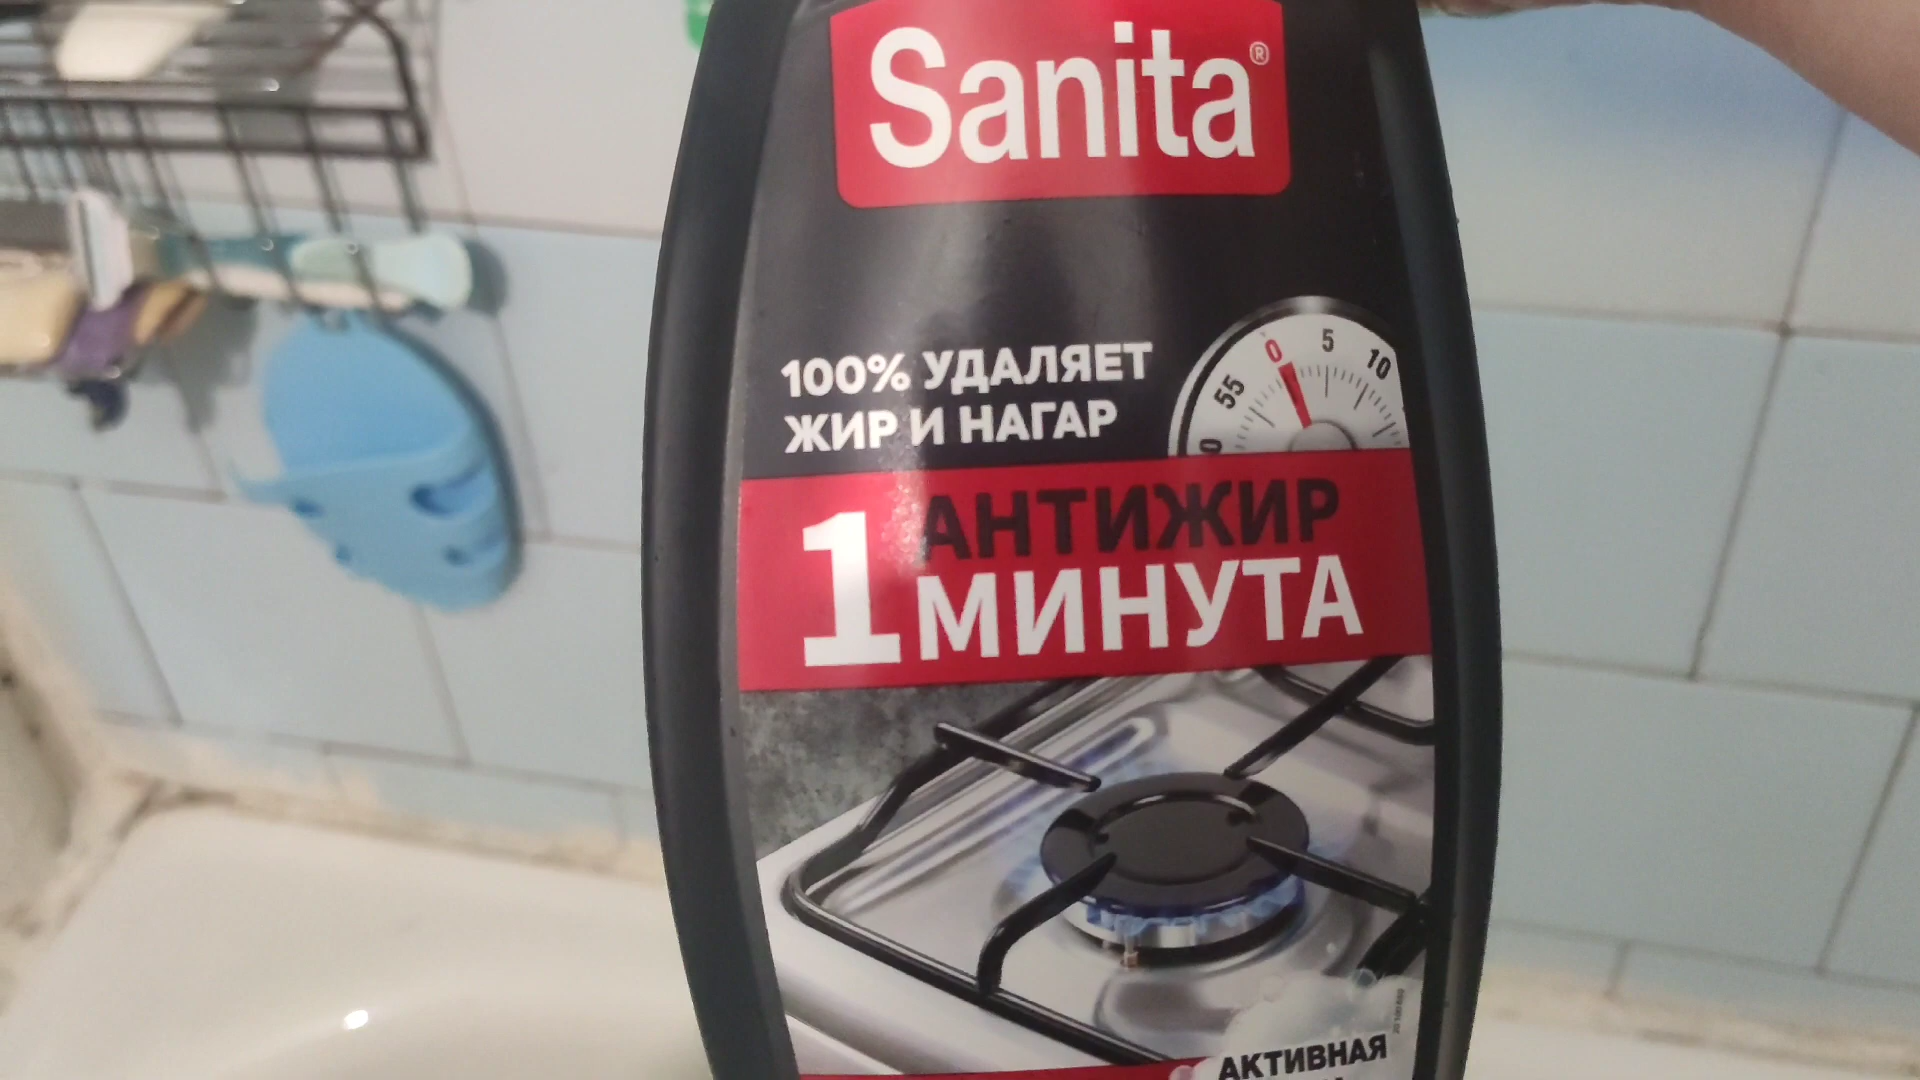 Sanita®
100% УДАЛЯЕТ
ЖИР И НАГАР
55 0 5 10
АНТИЖИР
1 МИНУТА
АКТИВНАЯ